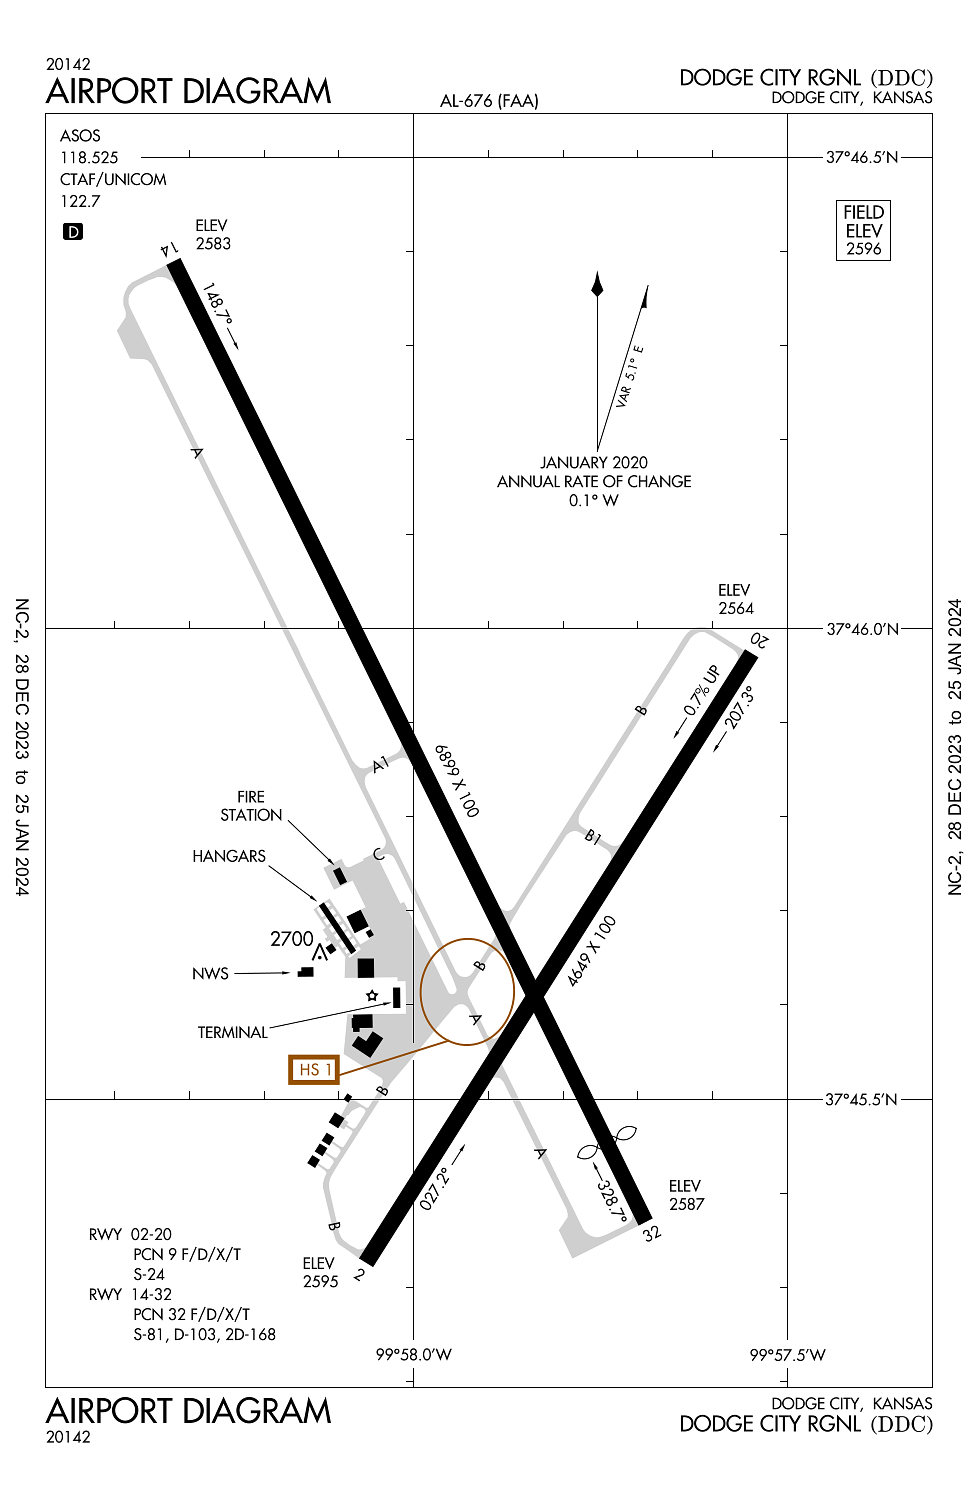 20142
AIRPORT DIAGRAM
AL-676 (FAA)
DODGE CITY RGNL (DDC)
DODGE CITY, KANSAS
ASOS
118.525
CTAF/UNICOM
122.7
D
37°46.5'N
FIELD
ELEV
2596
ELEV
2583
14
148.7°
VAR 5.1° E
JANUARY 2020
ANNUAL RATE OF CHANGE
0.1° W
A
ELEV
2564
37°46.0'N
20
0.7% UP
207.3°
B
NC-2, 28 DEC 2023 to 25 JAN 2024
NC-2, 28 DEC 2023 to 25 JAN 2024
A1
6899 X 100
FIRE
STATION
B1
HANGARS
C
2700
4649 X 100
B
NWS
A
TERMINAL
HS 1
B
37°45.5'N
A
027.2°
328.7°
ELEV
2587
B
32
ELEV
2595
2
RWY 02-20
PCN 9 F/D/X/T
S-24
RWY 14-32
PCN 32 F/D/X/T
S-81, D-103, 2D-168
99°58.0'W
99°57.5'W
AIRPORT DIAGRAM
20142
DODGE CITY, KANSAS
DODGE CITY RGNL (DDC)